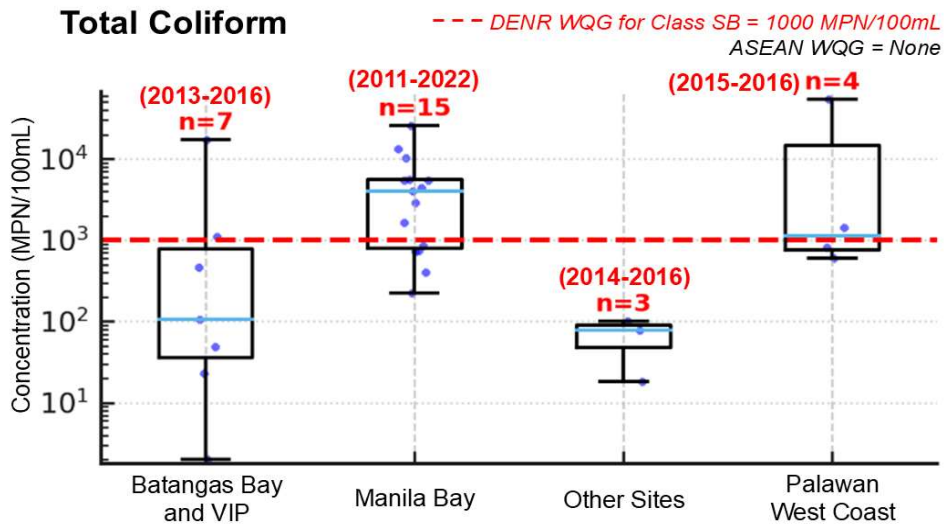 Total Coliform
DENR WQG for Class SB = 1000 MPN/100mL
ASEAN WQG = None
(2013-2016)
n=7
(2011-2022)
n=15
(2014-2016)
n=3
(2015-2016) n=4
Concentration (MPN/100mL)
10⁴
10³
10²
10¹
Batangas Bay
and VIP
Manila Bay
Other Sites
Palawan
West Coast